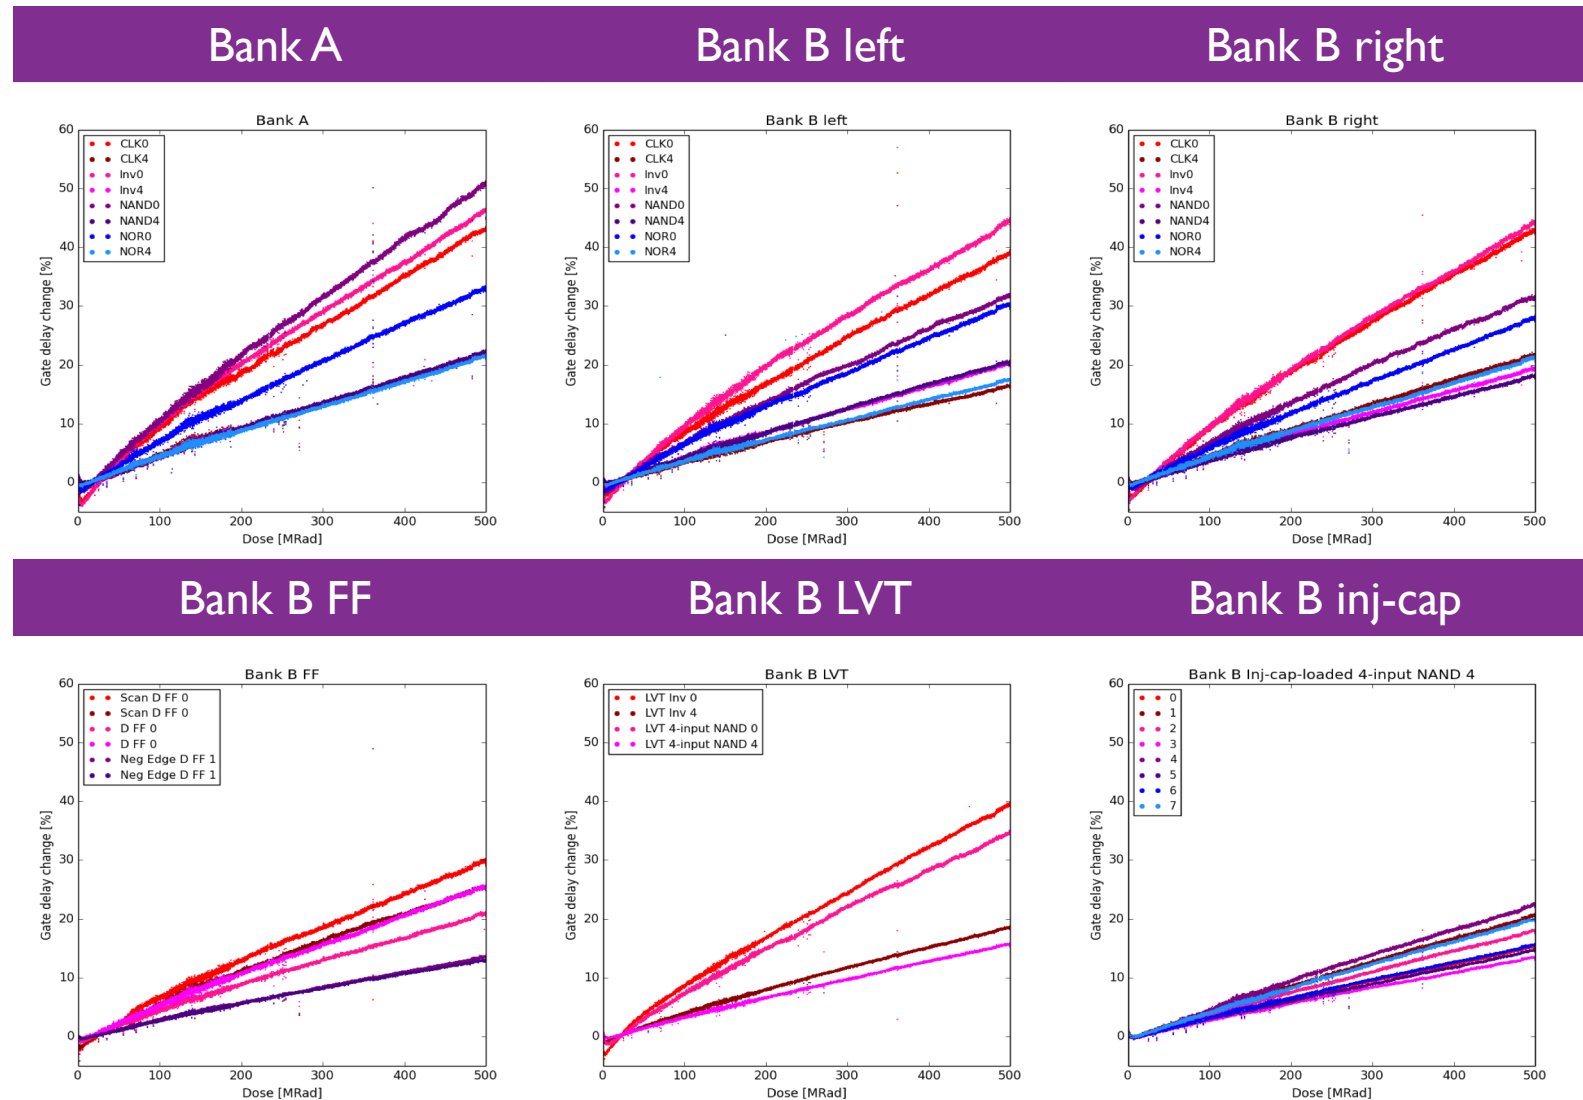 Bank A
Bank B left
Bank B right
Bank A
60
50
40
30
20
10
0
Gate delay change [%]
CLK0
CLK4
Inv0
Inv4
NAND0
NAND4
NOR0
NOR4
0 100 200 300 400 500
Dose [MRad]
Bank B left
60
50
40
30
20
10
0
Gate delay change [%]
CLK0
CLK4
Inv0
Inv4
NAND0
NAND4
NOR0
NOR4
0 100 200 300 400 500
Dose [MRad]
Bank B right
60
50
40
30
20
10
0
Gate delay change [%]
CLK0
CLK4
Inv0
Inv4
NAND0
NAND4
NOR0
NOR4
0 100 200 300 400 500
Dose [MRad]
Bank B FF
Bank B LVT
Bank B inj-cap
Bank B FF
60
50
40
30
20
10
0
Gate delay change [%]
Scan D FF 0
Scan D FF 0
D FF 0
D FF 0
Neg Edge D FF 1
Neg Edge D FF 1
0 100 200 300 400 500
Dose [MRad]
Bank B LVT
60
50
40
30
20
10
0
Gate delay change [%]
LVT Inv 0
LVT Inv 4
LVT 4-input NAND 0
LVT 4-input NAND 4
0 100 200 300 400 500
Dose [MRad]
Bank B Inj-cap-loaded 4-input NAND 4
60
50
40
30
20
10
0
Gate delay change [%]
0
1
2
3
4
5
6
7
0 100 200 300 400 500
Dose [MRad]